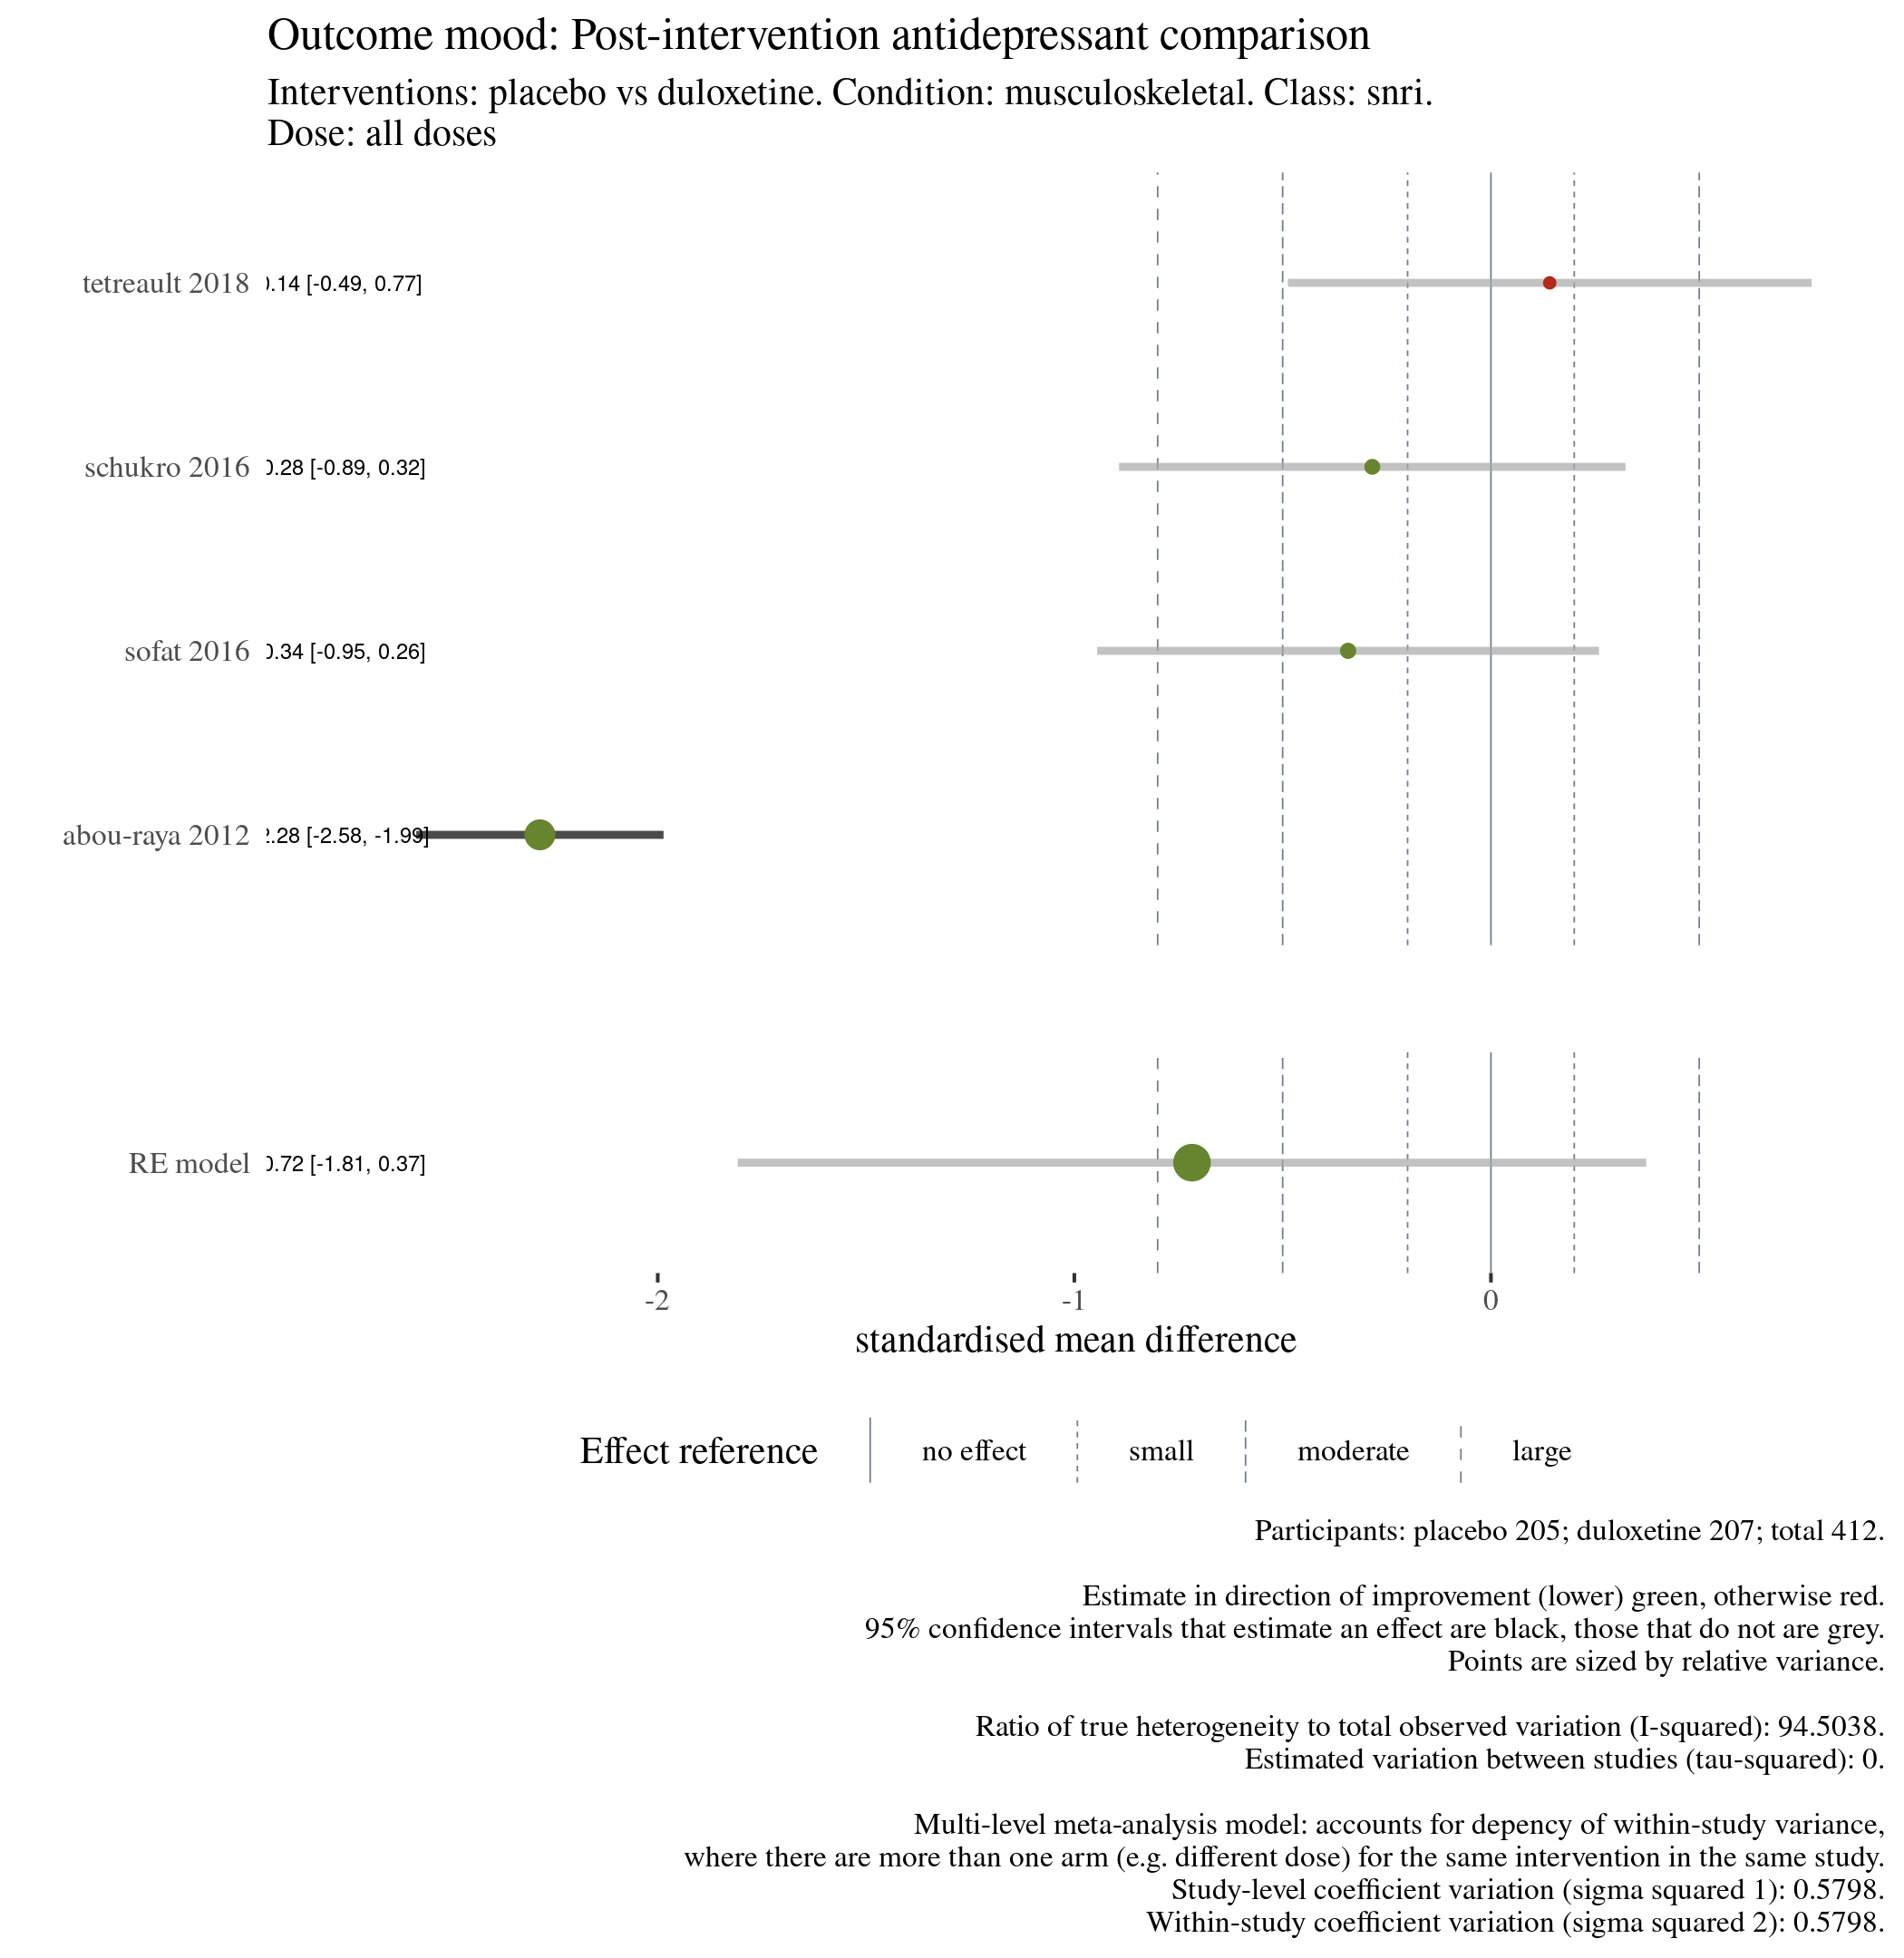 Outcome mood: Post-intervention antidepressant comparison
Interventions: placebo vs duloxetine. Condition: musculoskeletal. Class: snri.
Dose: all doses
tetreault 2018 .14 [-0.49, 0.77]
schukro 2016 0.28 [-0.89, 0.32]
sofat 2016 0.34 [-0.95, 0.26]
abou-raya 2012 .28 [-2.58, -1.99]
RE model 0.72 [-1.81, 0.37]
-2 -1 0
standardised mean difference
Effect reference no effect small moderate large
Participants: placebo 205; duloxetine 207; total 412.
Estimate in direction of improvement (lower) green, otherwise red.
95% confidence intervals that estimate an effect are black, those that do not are grey.
Points are sized by relative variance.
Ratio of true heterogeneity to total observed variation (I-squared): 94.5038.
Estimated variation between studies (tau-squared): 0.
Multi-level meta-analysis model: accounts for depency of within-study variance,
where there are more than one arm (e.g. different dose) for the same intervention in the same study.
Study-level coefficient variation (sigma squared 1): 0.5798.
Within-study coefficient variation (sigma squared 2): 0.5798.